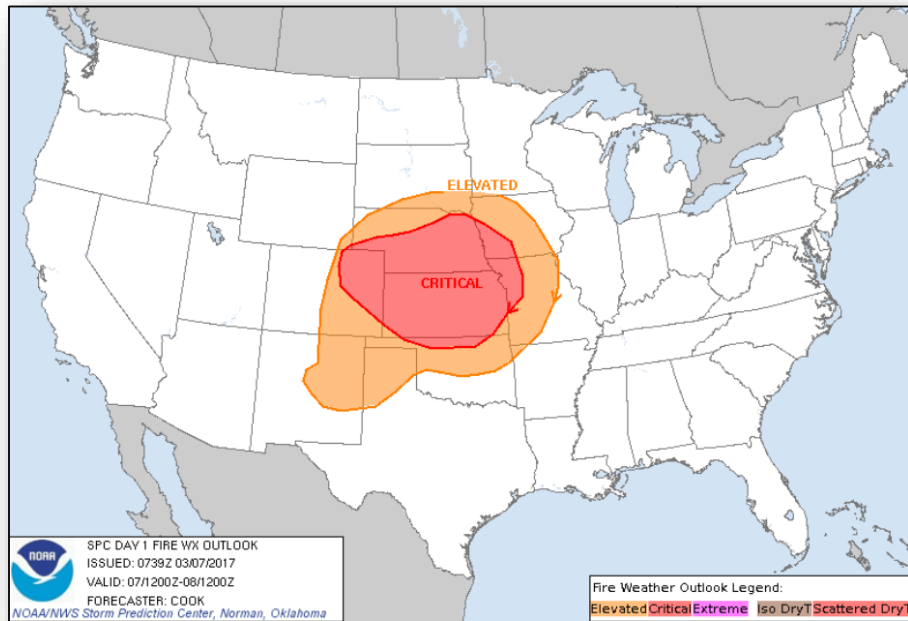 ELEVATED
CRITICAL
NOAA
SPC DAY 1 FIRE WX OUTLOOK
ISSUED: 0739Z 03/07/2017
VALID: 07/1200Z-08/1200Z
FORECASTER: COOK
NOAA/NWS Storm Prediction Center, Norman, Oklahoma
Fire Weather Outlook Legend:
Elevated Critical Extreme Iso DryT Scattered DryT